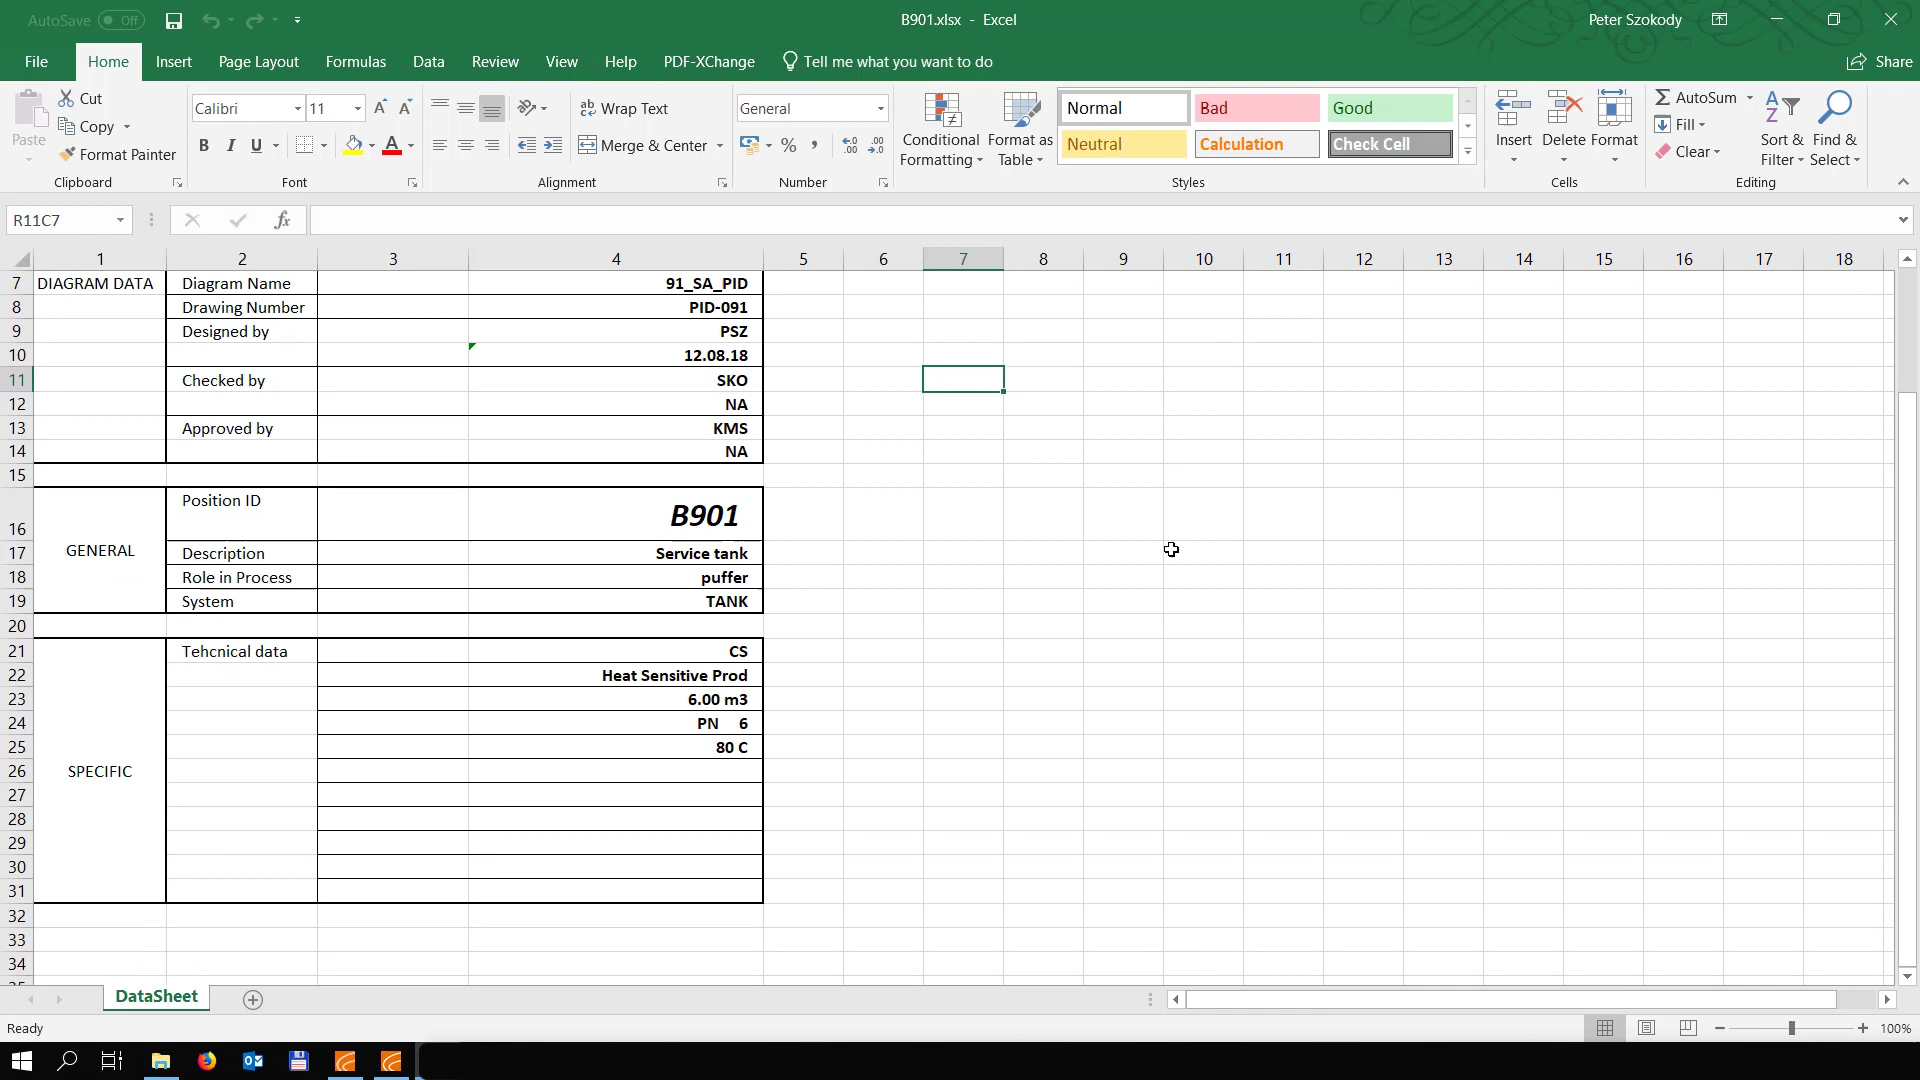 AutoSave Off
B901.xlsx - Excel
Peter Szokody
File Home Insert Page Layout Formulas Data Review View Help PDF-XChange Tell me what you want to do Share
Paste
Cut
Copy
Format Painter
Clipboard
Calibri 11
B I U
Font
Wrap Text
Merge & Center
Alignment
General
%
Number
Conditional Formatting
Format as Table
Normal Bad Good
Neutral Calculation Check Cell
Styles
Insert Delete Format
Cells
AutoSum
Fill
Clear
Sort & Filter
Find & Select
Editing
R11C7
fx
1 2 3 4 5 6 7 8 9 10 11 12 13 14 15 16 17 18
7 DIAGRAM DATA Diagram Name 91_SA_PID
8 Drawing Number PID-091
9 Designed by PSZ
10 12.08.18
11 Checked by SKO
12 NA
13 Approved by KMS
14 NA
15
16 Position ID B901
GENERAL
17 Description Service tank
18 Role in Process puffer
19 System TANK
20
21 Tehcnical data CS
22 Heat Sensitive Prod
23 6.00 m3
24 PN 6
25 80 C
26 SPECIFIC
27
28
29
30
31
32
33
34
DataSheet
Ready
100%